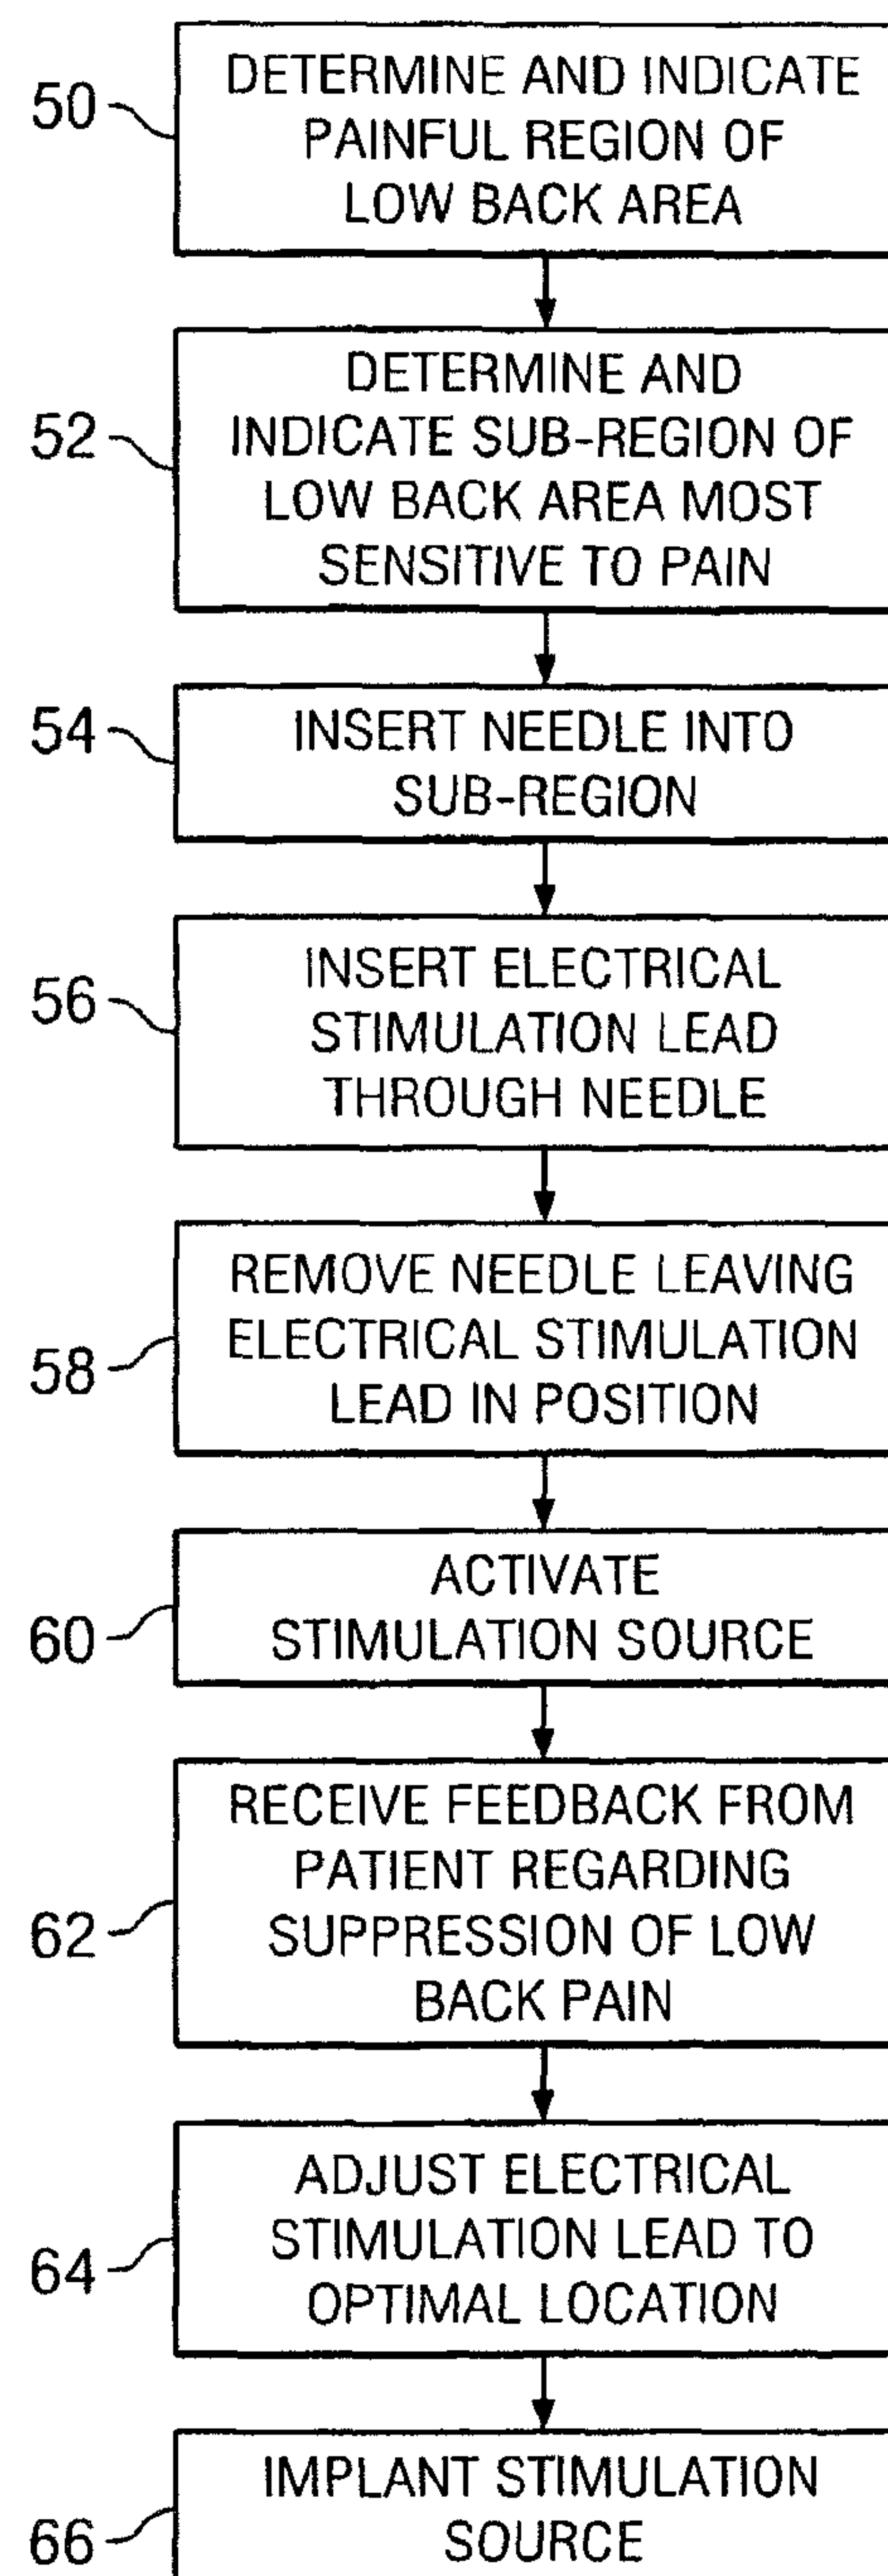 50
DETERMINE AND INDICATE
PAINFUL REGION OF
LOW BACK AREA
52
DETERMINE AND
INDICATE SUB-REGION OF
LOW BACK AREA MOST
SENSITIVE TO PAIN
54
INSERT NEEDLE INTO
SUB-REGION
56
INSERT ELECTRICAL
STIMULATION LEAD
THROUGH NEEDLE
58
REMOVE NEEDLE LEAVING
ELECTRICAL STIMULATION
LEAD IN POSITION
60
ACTIVATE
STIMULATION SOURCE
62
RECEIVE FEEDBACK FROM
PATIENT REGARDING
SUPPRESSION OF LOW
BACK PAIN
64
ADJUST ELECTRICAL
STIMULATION LEAD TO
OPTIMAL LOCATION
66
IMPLANT STIMULATION
SOURCE